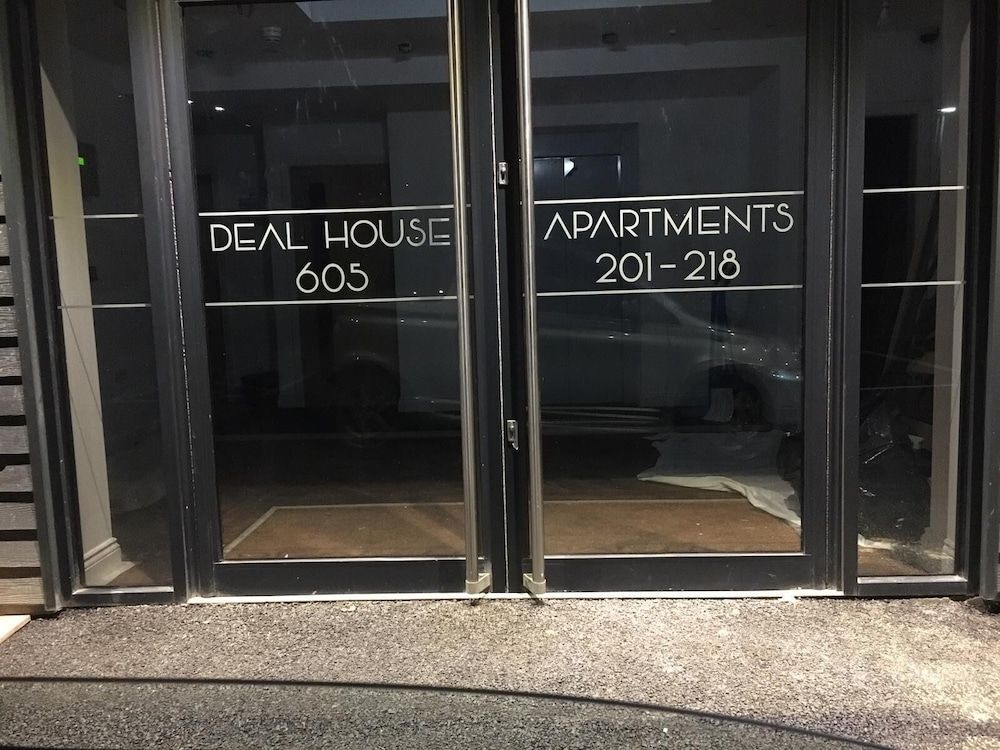 DEAL HOUSE
605
APARTMENTS
201-218